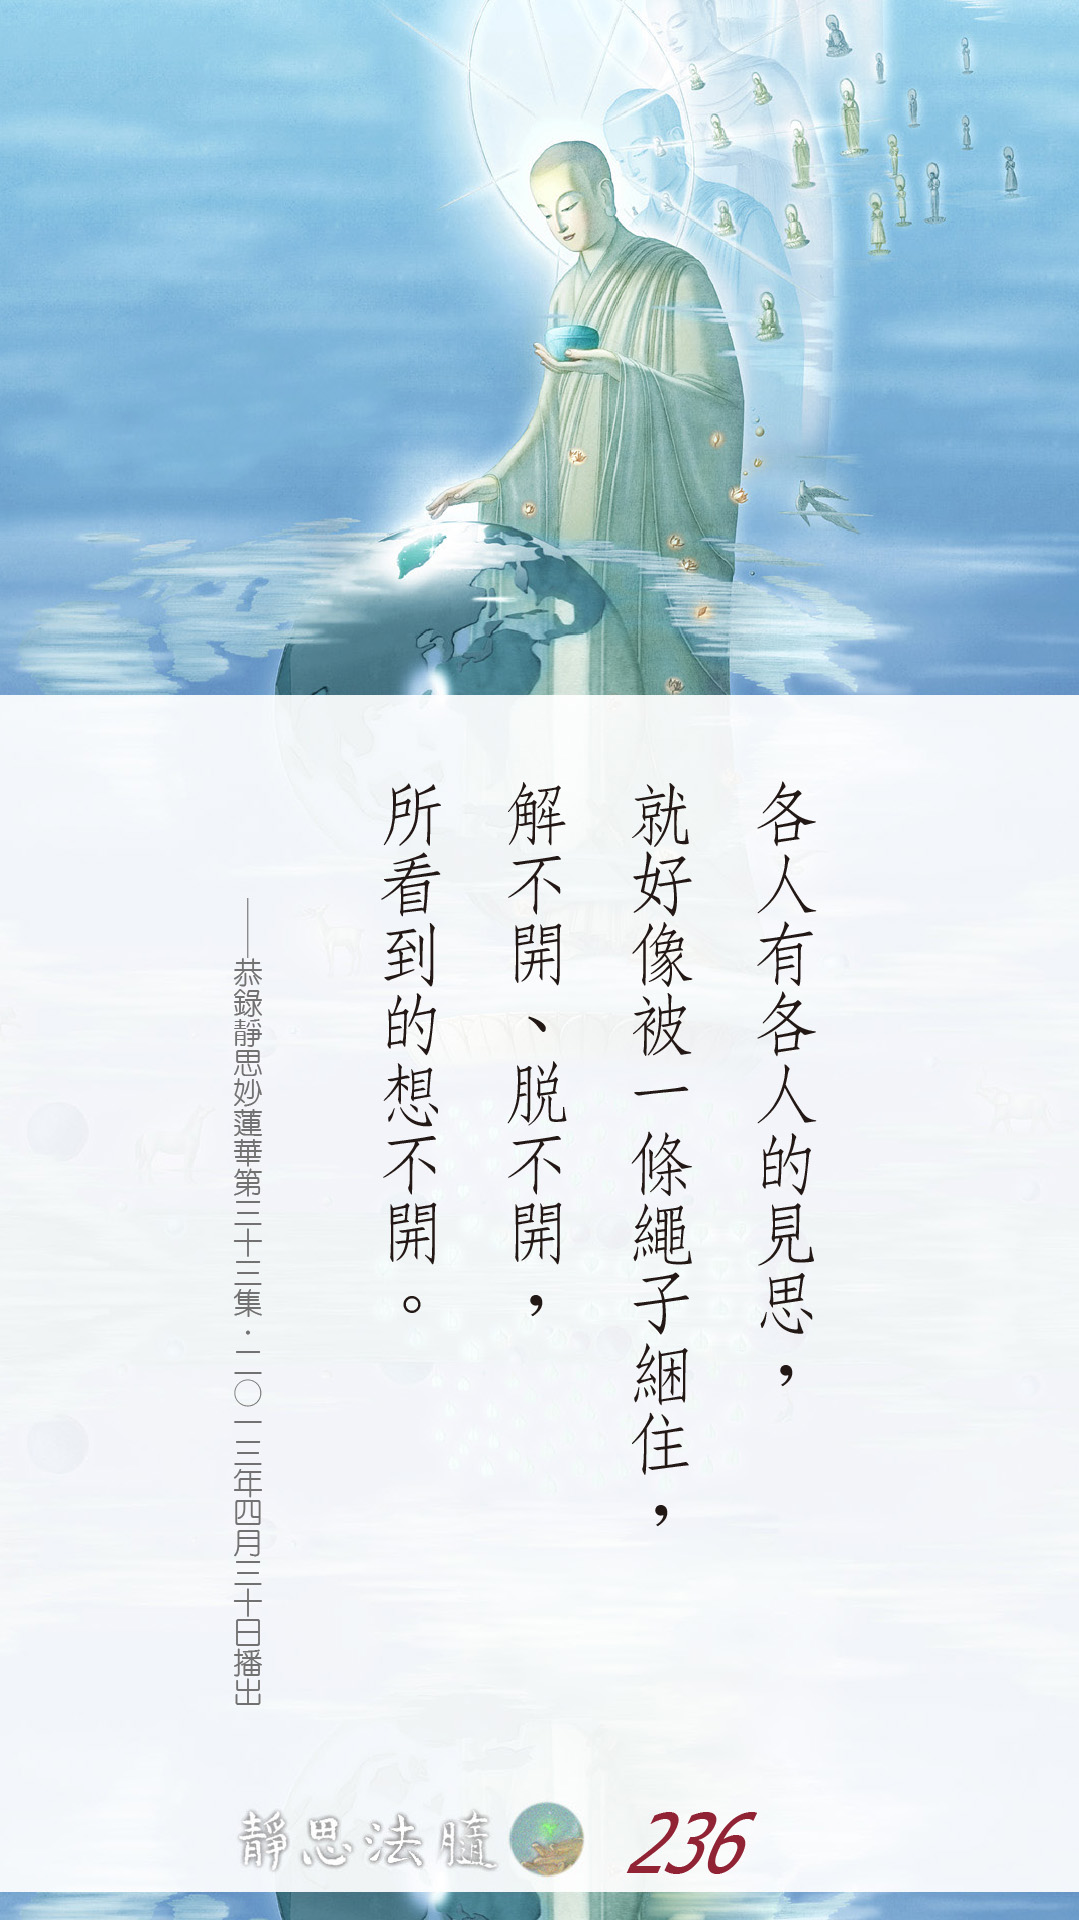 各人有各人的見思，
就好像被一條繩子綑住，
解不開、脱不開，
所看到的想不開。
——恭錄靜思妙蓮華第三十三集．二〇一三年四月三十日播出
靜思法髓
236